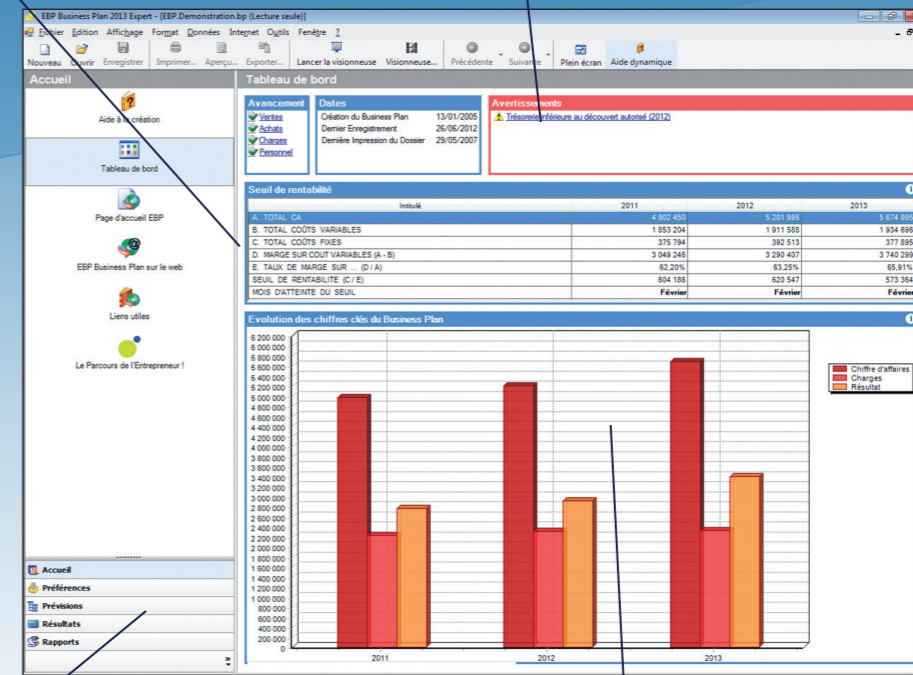 EBP Business Plan 2013 Expert - [EBP.Demonstration.bp (Lecture seule)]
Fichier Edition Affichage Format Données Internet Outils Fenêtre ?
Nouveau Ouvrir Enregistrer Imprimer... Aperçu... Exporter... Lancer la visionneuse Visionneuse... Précédente Suivante Plein écran Aide dynamique
Accueil
Aide à la création
Tableau de bord
Page d'accueil EBP
EBP Business Plan sur le web
Liens utiles
Le Parcours de l'Entrepreneur !
Accueil
Préférences
Prévisions
Résultats
Rapports
Tableau de bord
Avancement
Ventes
Achats
Charges
Personnel
Dates
Création du Business Plan 13/01/2005
Dernier Enregistrement 26/06/2012
Dernière Impression du Dossier 29/05/2007
Avertissements
Trésorerie inférieure au découvert autorisé (2012)
Seuil de rentabilité
Intitulé 2011 2012 2013
A. TOTAL CA 4 902 450 5 201 995 5 674 995
B. TOTAL COÛTS VARIABLES 1 853 204 1 911 588 1 934 696
C. TOTAL COÛTS FIXES 375 794 392 513 377 895
D. MARGE SUR COUT VARIABLES (A - B) 3 049 246 3 290 407 3 740 299
E. TAUX DE MARGE SUR ... (D / A) 62,20% 63,25% 65,91%
SEUIL DE RENTABILITE (C / E) 604 186 620 547 573 364
MOIS D'ATTEINTE DU SEUIL Février Février Février
Evolution des chiffres clés du Business Plan
6 200 000
6 000 000
5 800 000
5 600 000
5 400 000
5 200 000
5 000 000
4 800 000
4 600 000
4 400 000
4 200 000
4 000 000
3 800 000
3 600 000
3 400 000
3 200 000
3 000 000
2 800 000
2 600 000
2 400 000
2 200 000
2 000 000
1 800 000
1 600 000
1 400 000
1 200 000
1 000 000
800 000
600 000
400 000
200 000
0
2011 2012 2013
Chiffre d'affaires
Charges
Résultat